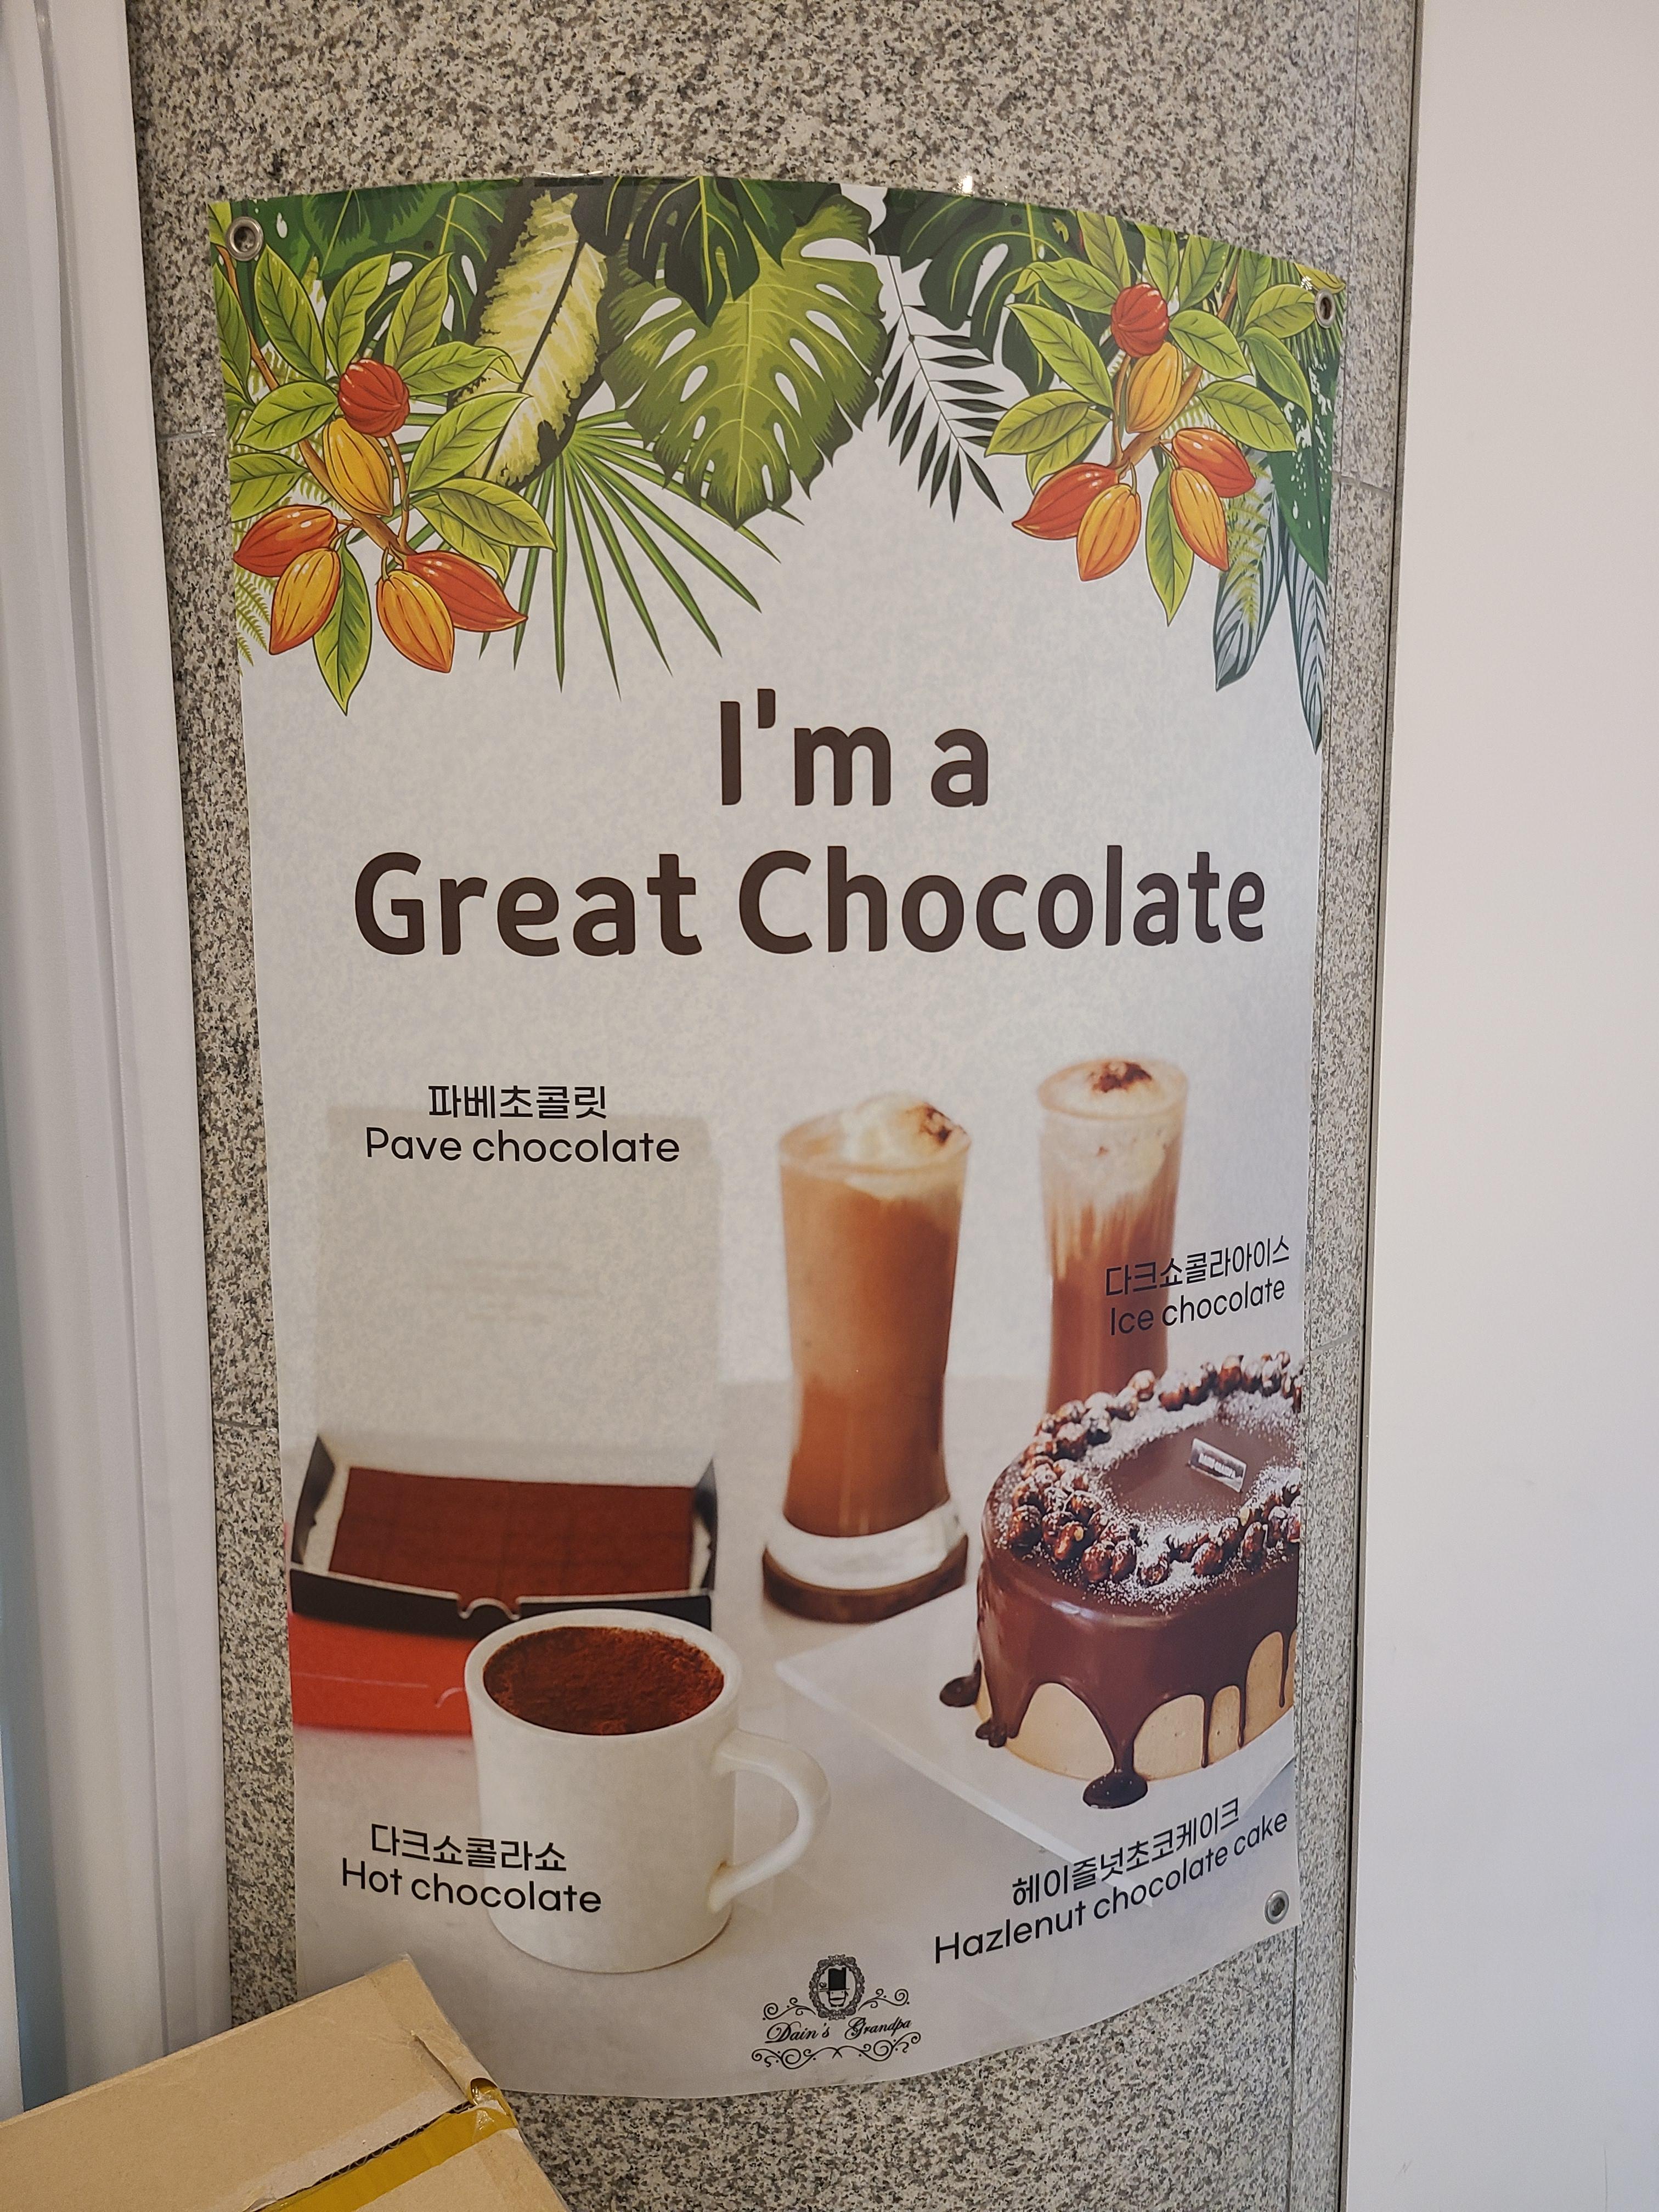 I'm a
Great Chocolate
파베초콜릿
Pave chocolate
다크쇼콜라아이스
Ice chocolate
다크쇼콜라쇼
Hot chocolate
헤이즐넛초코케이크
Hazlenut chocolate cake
Dain's Grandpa